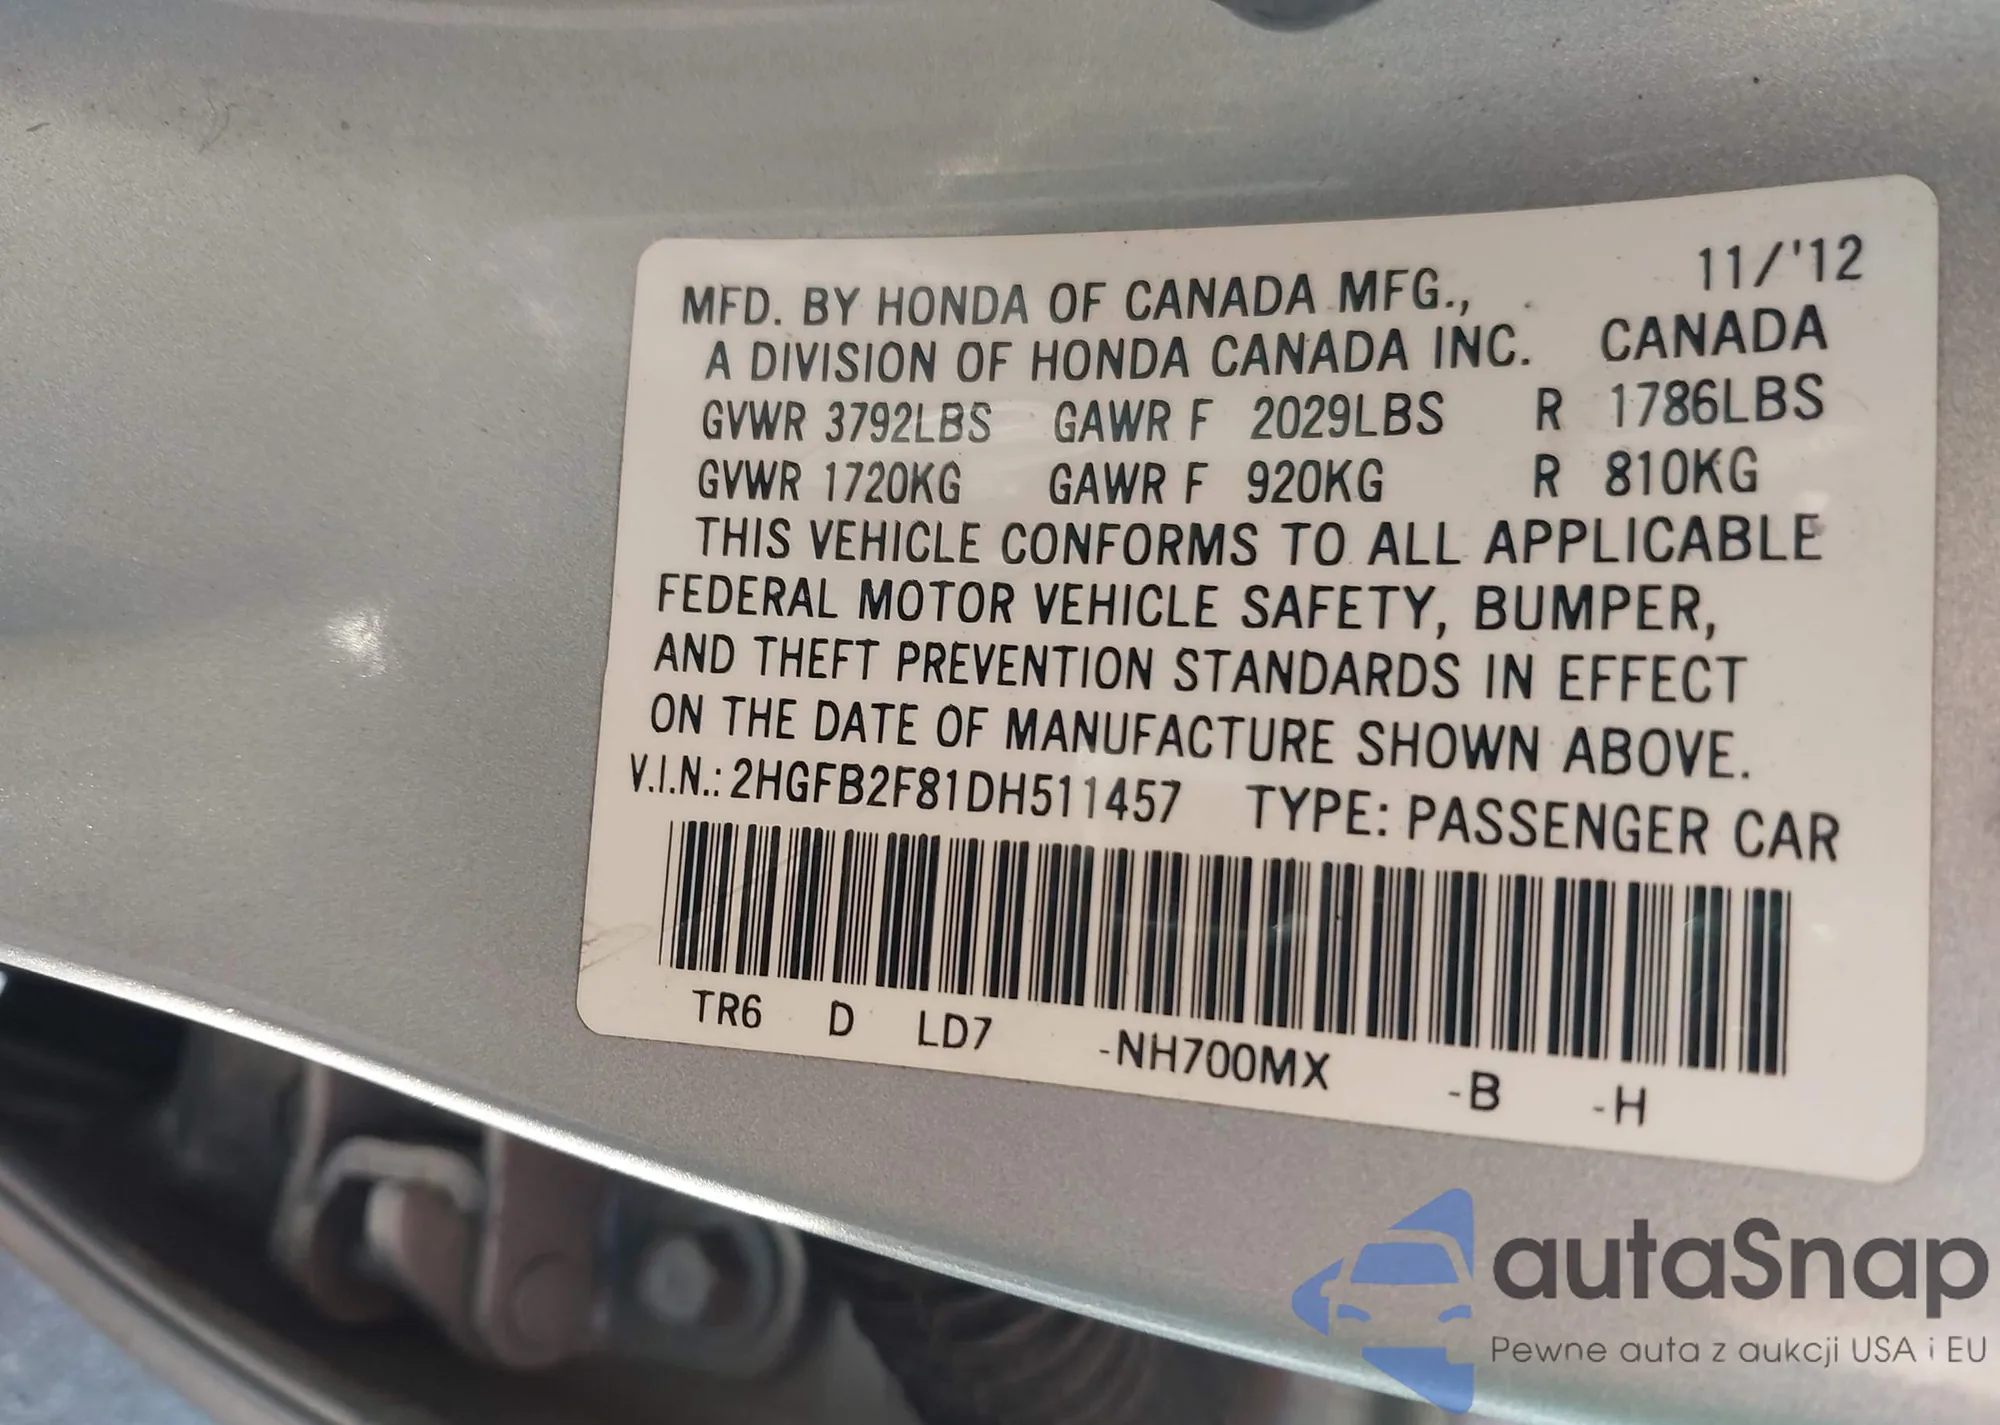 11/'12
MFD. BY HONDA OF CANADA MFG.,
A DIVISION OF HONDA CANADA INC. CANADA
GVWR 3792LBS GAWR F 2029LBS R 1786LBS
GVWR 1720KG GAWR F 920KG R 810KG
THIS VEHICLE CONFORMS TO ALL APPLICABLE
FEDERAL MOTOR VEHICLE SAFETY, BUMPER,
AND THEFT PREVENTION STANDARDS IN EFFECT
ON THE DATE OF MANUFACTURE SHOWN ABOVE.
V.I.N.: 2HGFB2F81DH511457 TYPE: PASSENGER CAR
TR6 D LD7 -NH700MX -B -H
autaSnap
Pewne auta z aukcji USA i EU